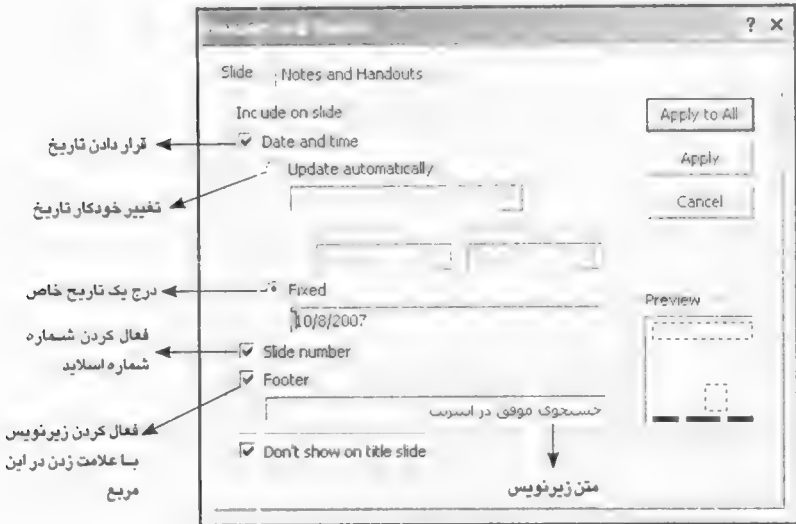 ? ×
Slide Notes and Handouts
Include on slide
Date and time
Update automatically
Fixed
10/8/2007
Slide number
Footer
جستجوی موفق در اینترنت
Don't show on title slide
Apply to All
Apply
Cancel
Preview
قرار دادن تاریخ
تغییر خودکار تاریخ
درج یک تاریخ خاص
فعال کردن شماره
شماره اسلاید
فعال کردن زیرنویس
با علامت زدن در این
مربع
متن زیرنویس